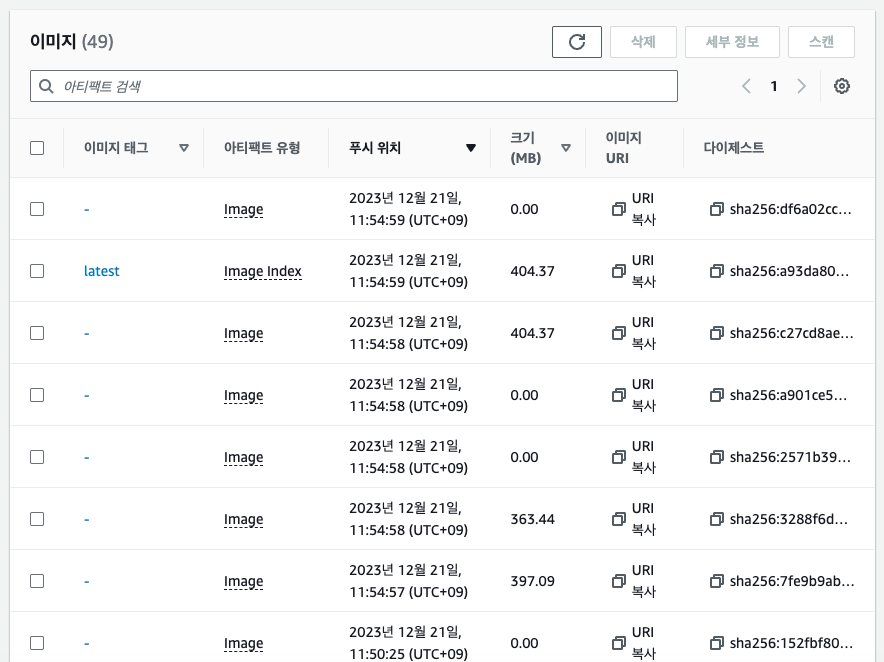 이미지 (49)
삭제
세부 정보
스캔
아티팩트 검색
1
이미지 태그
아티팩트 유형
푸시 위치
크기
(MB)
이미지
URI
다이제스트
-
Image
2023년 12월 21일,
11:54:59 (UTC+09)
0.00
URI
복사
sha256:df6a02cc...
latest
Image Index
2023년 12월 21일,
11:54:59 (UTC+09)
404.37
URI
복사
sha256:a93da80...
-
Image
2023년 12월 21일,
11:54:58 (UTC+09)
404.37
URI
복사
sha256:c27cd8ae...
-
Image
2023년 12월 21일,
11:54:58 (UTC+09)
0.00
URI
복사
sha256:a901ce5...
-
Image
2023년 12월 21일,
11:54:58 (UTC+09)
0.00
URI
복사
sha256:2571b39...
-
Image
2023년 12월 21일,
11:54:58 (UTC+09)
363.44
URI
복사
sha256:3288f6d...
-
Image
2023년 12월 21일,
11:54:57 (UTC+09)
397.09
URI
복사
sha256:7fe9b9ab...
-
Image
2023년 12월 21일,
11:50:25 (UTC+09)
0.00
URI
복사
sha256:152fbf80...